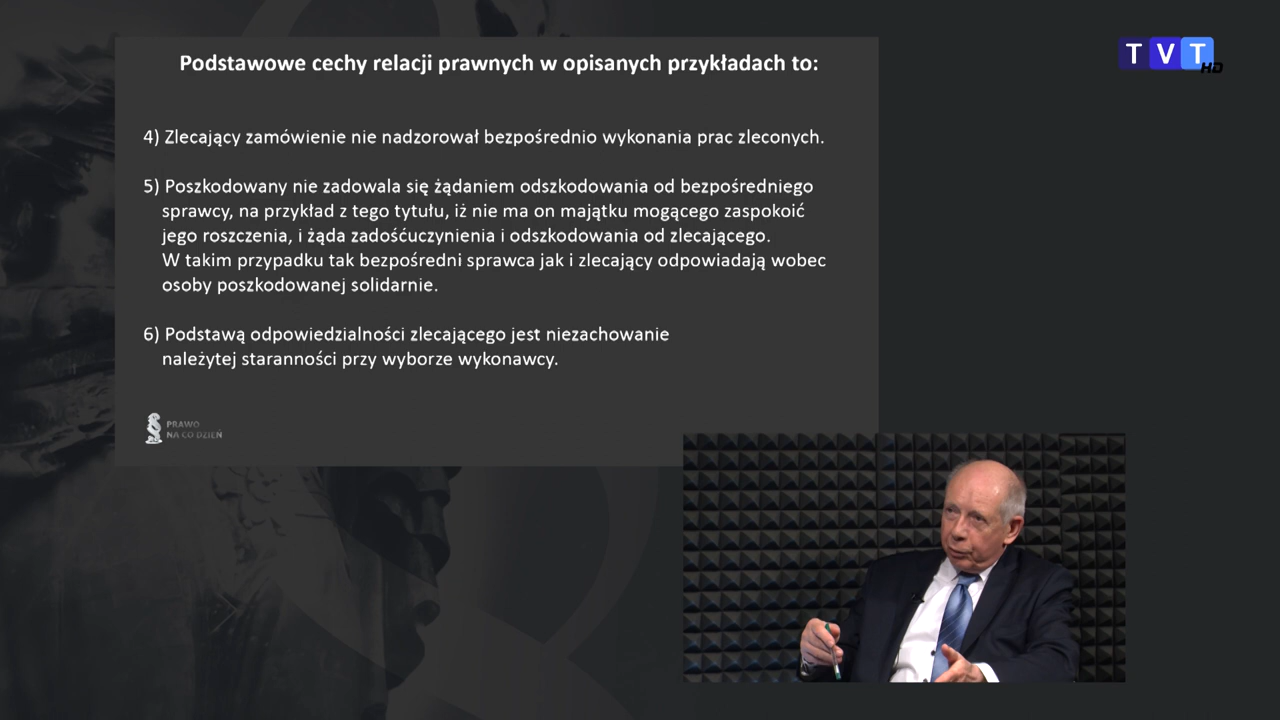 Podstawowe cechy relacji prawnych w opisanych przykładach to:
TVT HD
4) Zlecający zamówienie nie nadzorował bezpośrednio wykonania prac zleconych.
5) Poszkodowany nie zadowala się żądaniem odszkodowania od bezpośredniego
sprawcy, na przykład z tego tytułu, iż nie ma on majątku mogącego zaspokoić
jego roszczenia, i żąda zadośćuczynienia i odszkodowania od zlecającego.
W takim przypadku tak bezpośredni sprawca jak i zlecający odpowiadają wobec
osoby poszkodowanej solidarnie.
6) Podstawą odpowiedzialności zlecającego jest niezachowanie
należytej staranności przy wyborze wykonawcy.
PRAWO
NA CO DZIEŃ